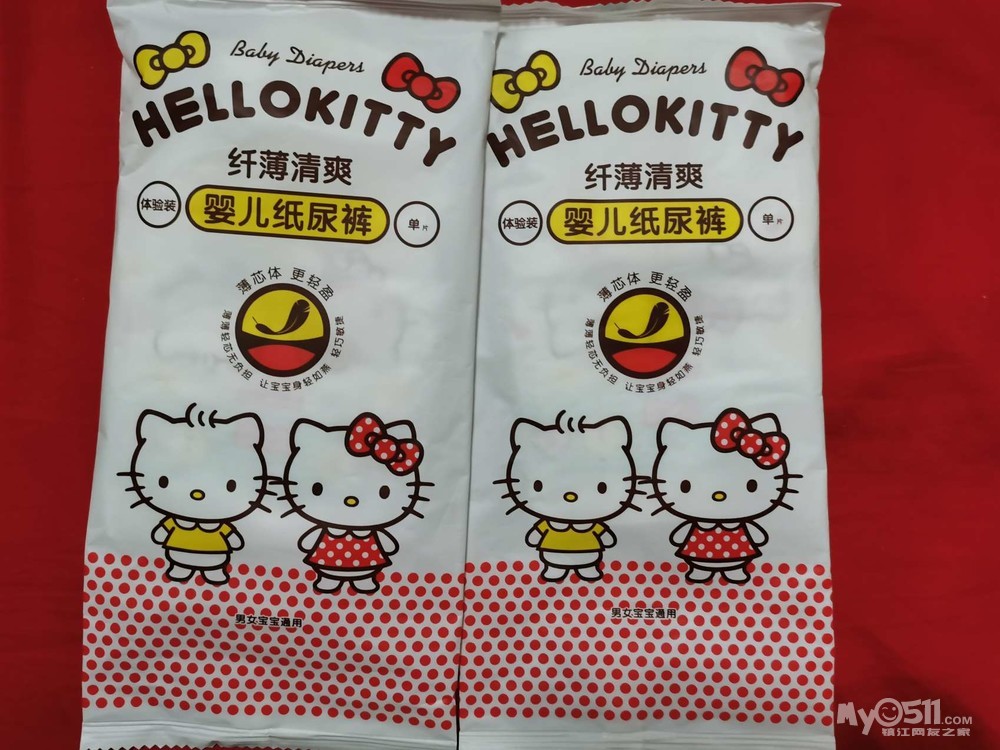 Baby Diapers
HELLOKITTY
纤薄清爽
体验装
婴儿纸尿裤
单片
薄芯体 更轻盈
薄薄轻芯无负担 让宝宝身轻如燕 轻巧敏捷
男女宝宝通用
Baby Diapers
HELLOKITTY
纤薄清爽
体验装
婴儿纸尿裤
单片
薄芯体 更轻盈
薄薄轻芯无负担 让宝宝身轻如燕 轻巧敏捷
男女宝宝通用
My0511.COM
镇江网友之家